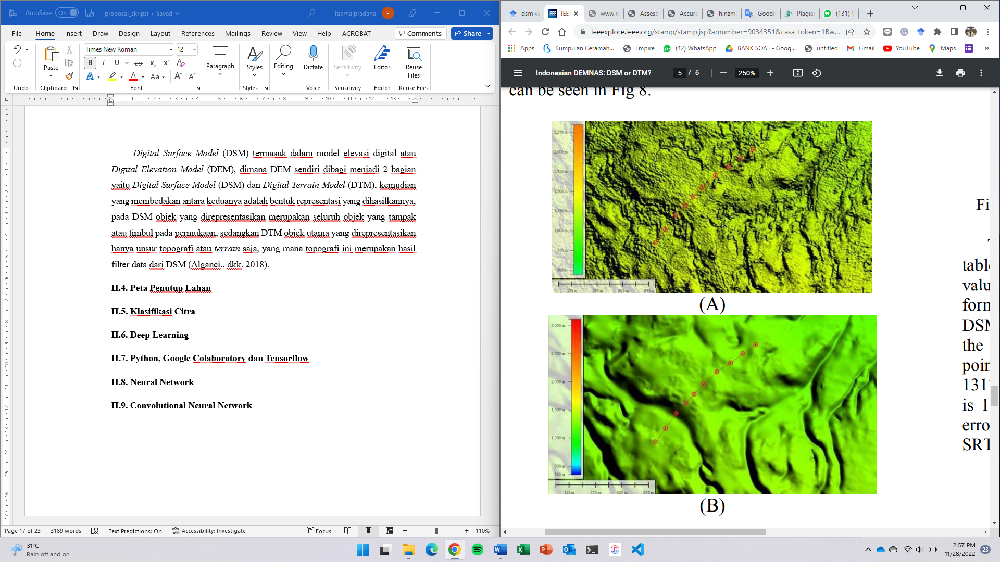 AutoSave
On
proposal_skripsi • Saved
fakmalpradana
F
File
Home
Insert
Draw
Design
Layout
References
Mailings
Review
View
Help
ACROBAT
Comments
Share
Times New Roman
12
Paste
Paragraph
Styles
Editing
Dictate
Sensitivity
Editor
Reuse
Files
Undo
Clipboard
Font
Styles
Voice
Sensitivity
Editor
Reuse Files
Digital Surface Model (DSM) termasuk dalam model elevasi digital atau
Digital Elevation Model (DEM), dimana DEM sendiri dibagi menjadi 2 bagian
yaitu Digital Surface Model (DSM) dan Digital Terrain Model (DTM), kemudian
yang membedakan antara keduanya adalah bentuk representasi yang dihasilkannya,
pada DSM objek yang direpresentasikan merupakan seluruh objek yang tampak
atau timbul pada permukaan, sedangkan DTM objek utama yang direpresentasikan
hanya unsur topografi atau terrain saja, yang mana topografi ini merupakan hasil
filter data dari DSM (Alganci., dkk. 2018).
II.4. Peta Penutup Lahan
II.5. Klasifikasi Citra
II.6. Deep Learning
II.7. Python, Google Colaboratory dan Tensorflow
II.8. Neural Network
II.9. Convolutional Neural Network
Page 17 of 23
3189 words
Text Predictions: On
Accessibility: Investigate
Focus
110%
dsm vs
IEE
www.re
Assess
Accura
hinzma
Google
Plagiar
(131) W
ieeexplore.ieee.org/stamp/stamp.jsp?arnumber=9034351&casa_token=1Bw...
Apps
Kumpulan Ceramah...
Empire
(42) WhatsApp
BANK SOAL - Goog...
untitled
Gmail
YouTube
Maps
Indonesian DEMNAS: DSM or DTM?
5 / 6
250%
can be seen in Fig 8.
2,250 m
2,000 m
1,750 m
1,500 m
1,250 m
1,000 m
750 m
500 m
125 m
375 m
625 m
875 m
(A)
3,000 m
2,500 m
2,000 m
1,500 m
1,000 m
500 m
350 m
125 m
375 m
625 m
875 m
(B)
tabl
valu
form
DSM
the
poin
131
is 1
erro
SRT
31°C
Rain off and on
2:57 PM
11/28/2022
23